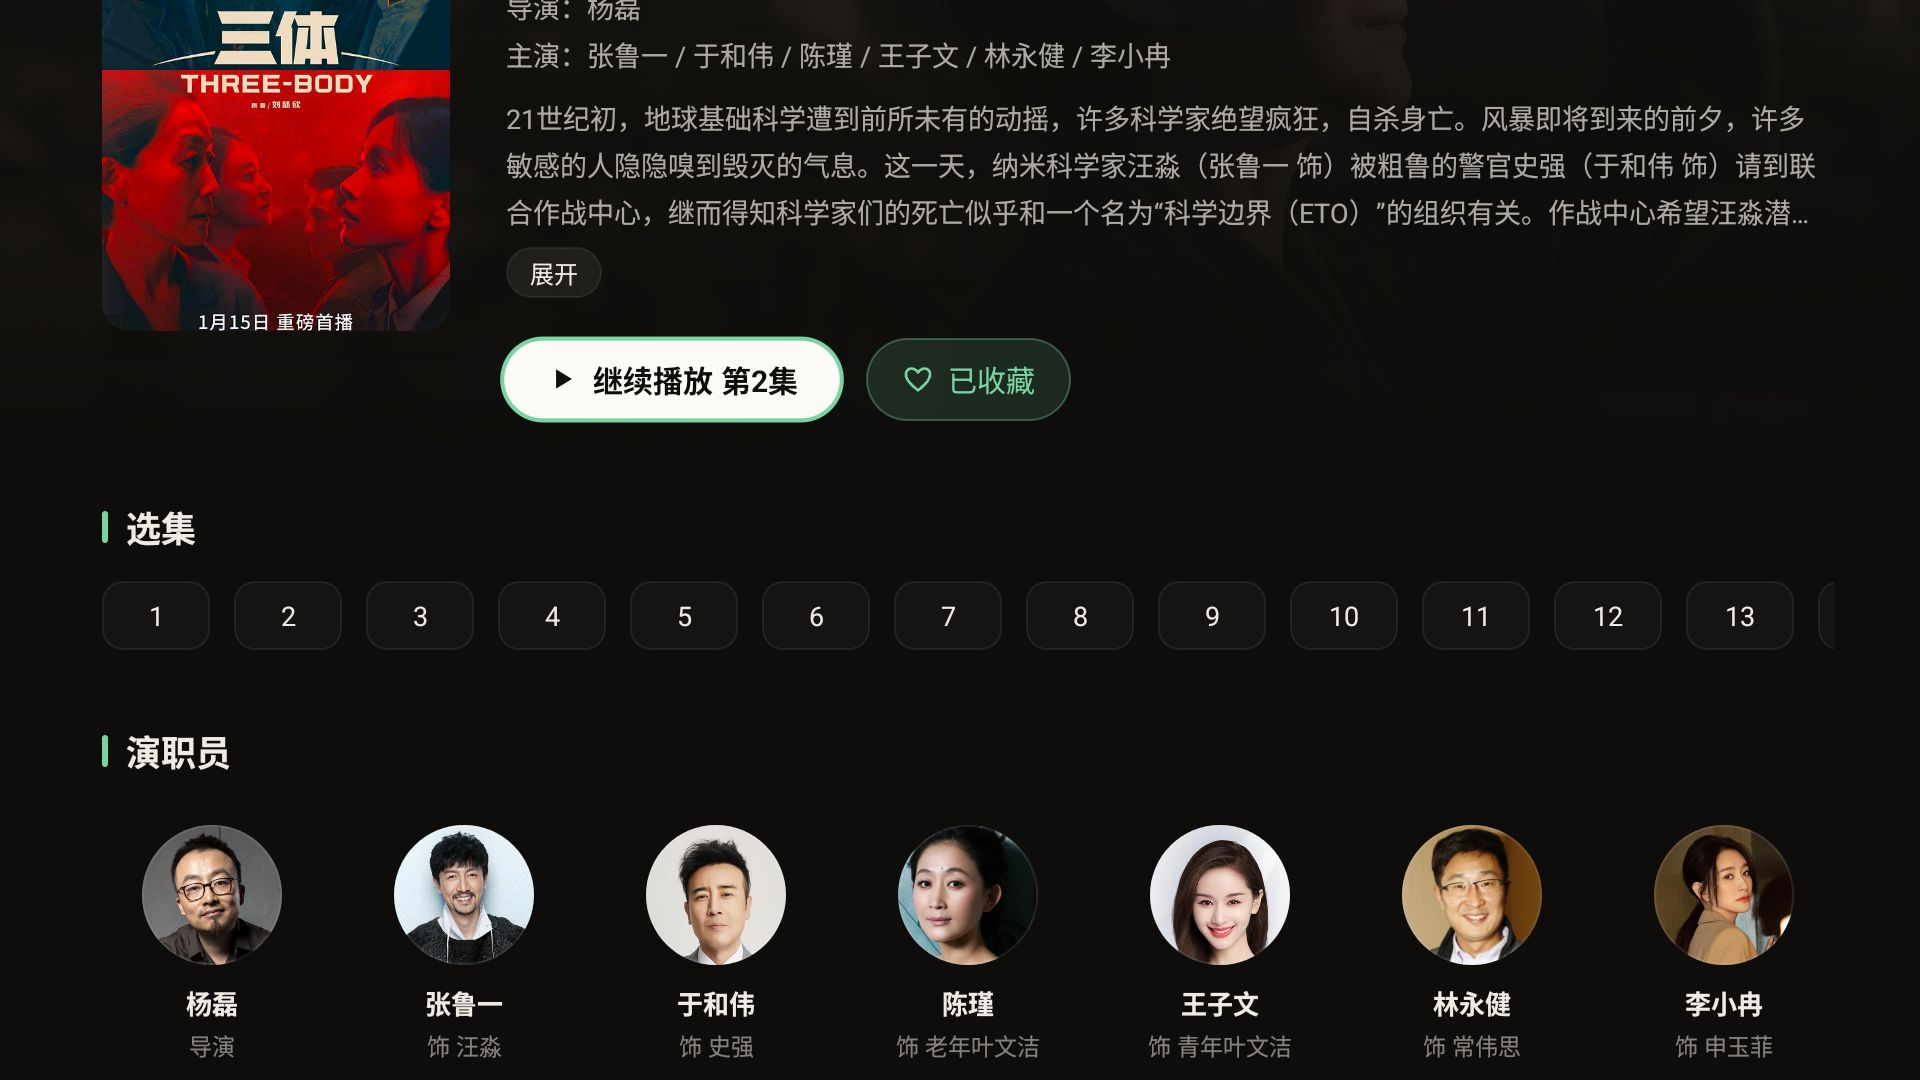 三体
THREE-BODY
原著/刘慈欣
1月15日 重磅首播
导演：杨磊
主演：张鲁一 / 于和伟 / 陈瑾 / 王子文 / 林永健 / 李小冉
21世纪初，地球基础科学遭到前所未有的动摇，许多科学家绝望疯狂，自杀身亡。风暴即将到来的前夕，许多
敏感的人隐隐嗅到毁灭的气息。这一天，纳米科学家汪淼（张鲁一 饰）被粗鲁的警官史强（于和伟 饰）请到联
合作战中心，继而得知科学家们的死亡似乎和一个名为“科学边界（ETO）”的组织有关。作战中心希望汪淼潜…
展开
继续播放 第2集
已收藏
选集
1 2 3 4 5 6 7 8 9 10 11 12 13
演职员
杨磊 张鲁一 于和伟 陈瑾 王子文 林永健 李小冉
导演 饰 汪淼 饰 史强 饰 老年叶文洁 饰 青年叶文洁 饰 常伟思 饰 申玉菲